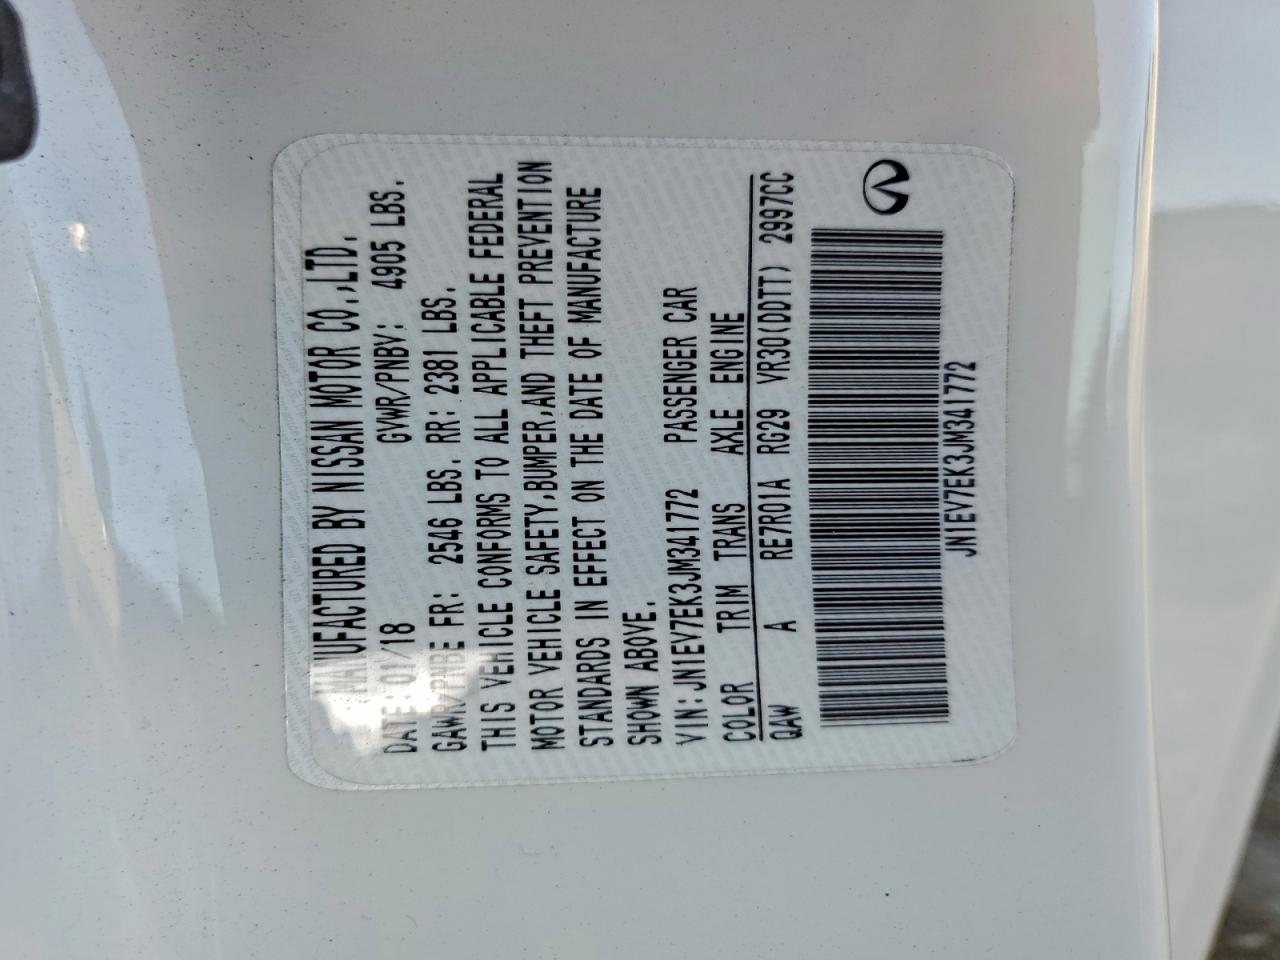 MANUFACTURED BY NISSAN MOTOR CO.,LTD.
DATE: 01/18 GVWR/PNBV: 4905 LBS.
GAWR/PNBE FR: 2546 LBS. RR: 2381 LBS.
THIS VEHICLE CONFORMS TO ALL APPLICABLE FEDERAL
MOTOR VEHICLE SAFETY,BUMPER,AND THEFT PREVENTION
STANDARDS IN EFFECT ON THE DATE OF MANUFACTURE
SHOWN ABOVE.
VIN:JN1EV7EK3JM341772 PASSENGER CAR
COLOR TRIM TRANS AXLE ENGINE
QAW A RE7R01A RG29 VR30(DDTT) 2997CC
JN1EV7EK3JM341772